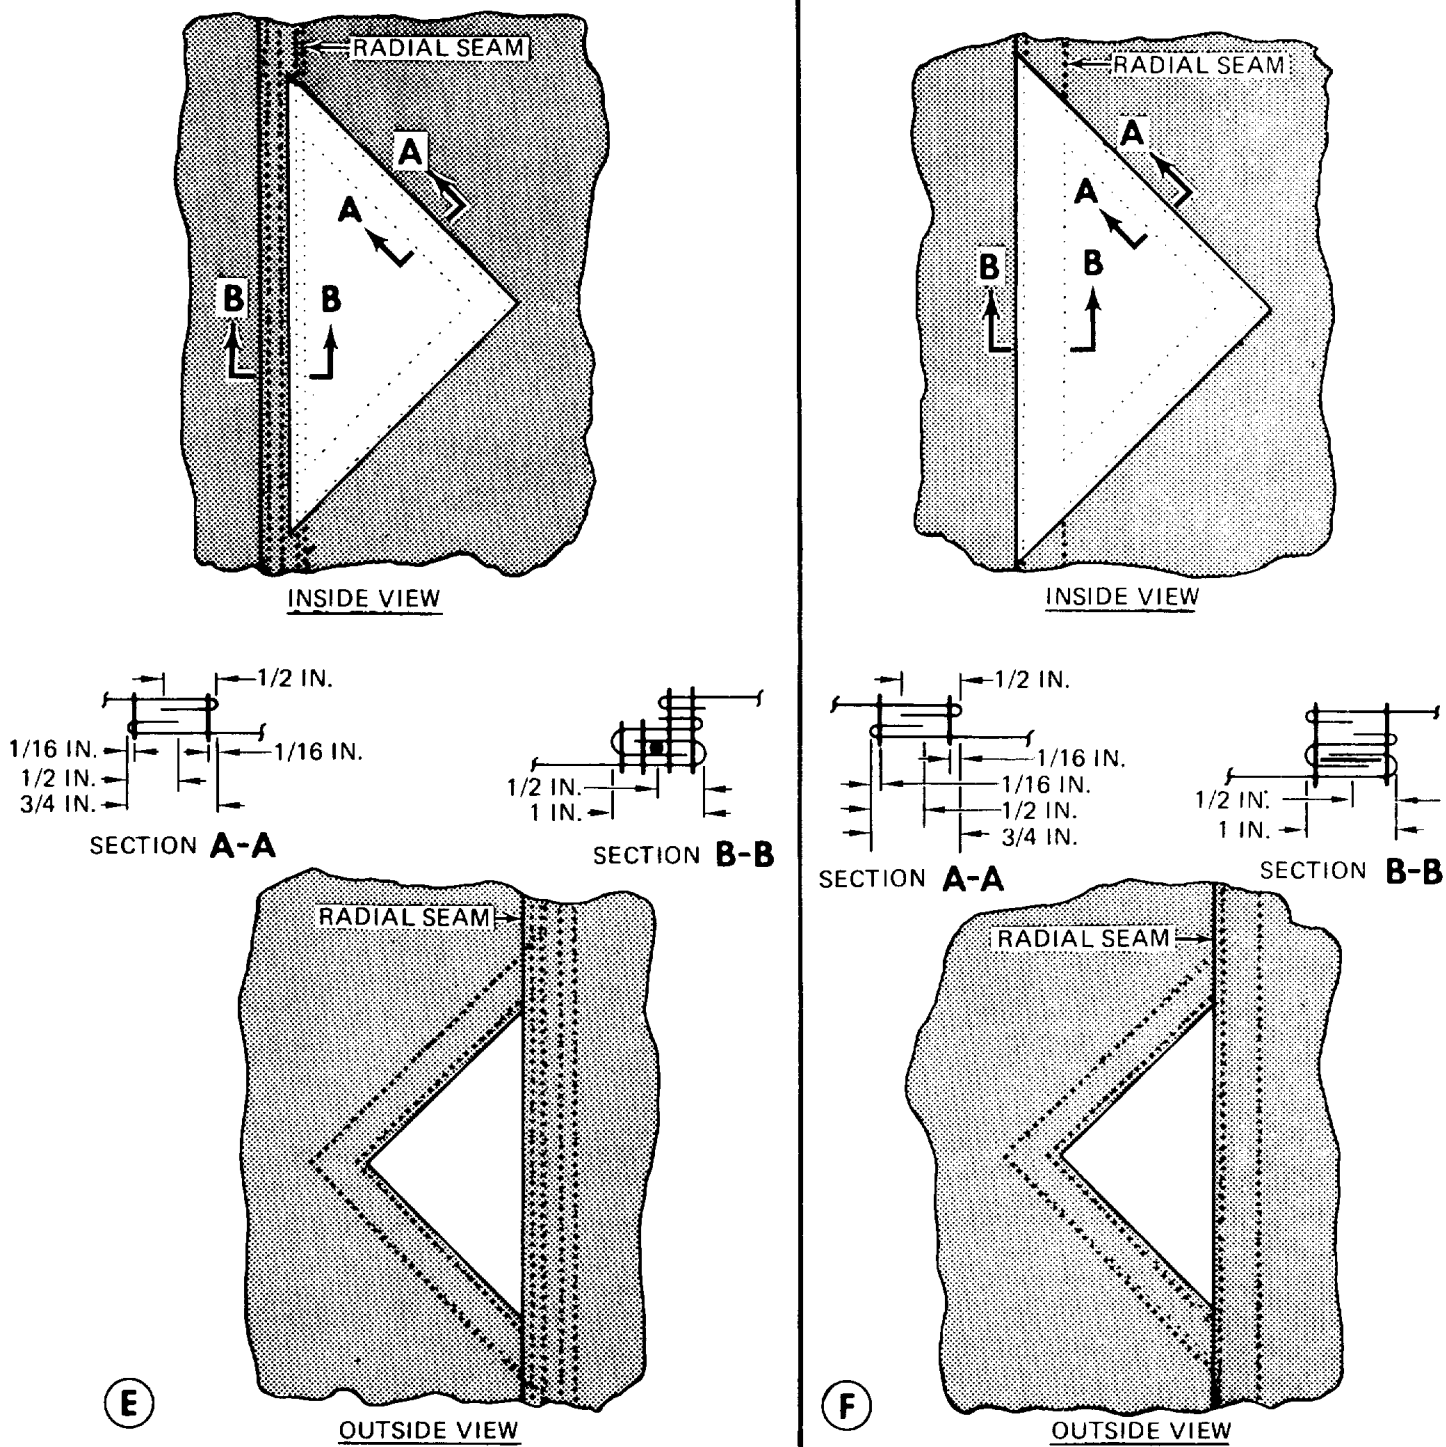 RADIAL SEAM
A
A
B
B
INSIDE VIEW
1/2 IN.
1/16 IN.
1/16 IN.
1/2 IN.
3/4 IN.
SECTION A-A
1/2 IN.
1 IN.
SECTION B-B
RADIAL SEAM
E
OUTSIDE VIEW
RADIAL SEAM
A
A
B
B
INSIDE VIEW
1/2 IN.
1/16 IN.
1/16 IN.
1/2 IN.
3/4 IN.
SECTION A-A
1/2 IN.
1 IN.
SECTION B-B
RADIAL SEAM
F
OUTSIDE VIEW